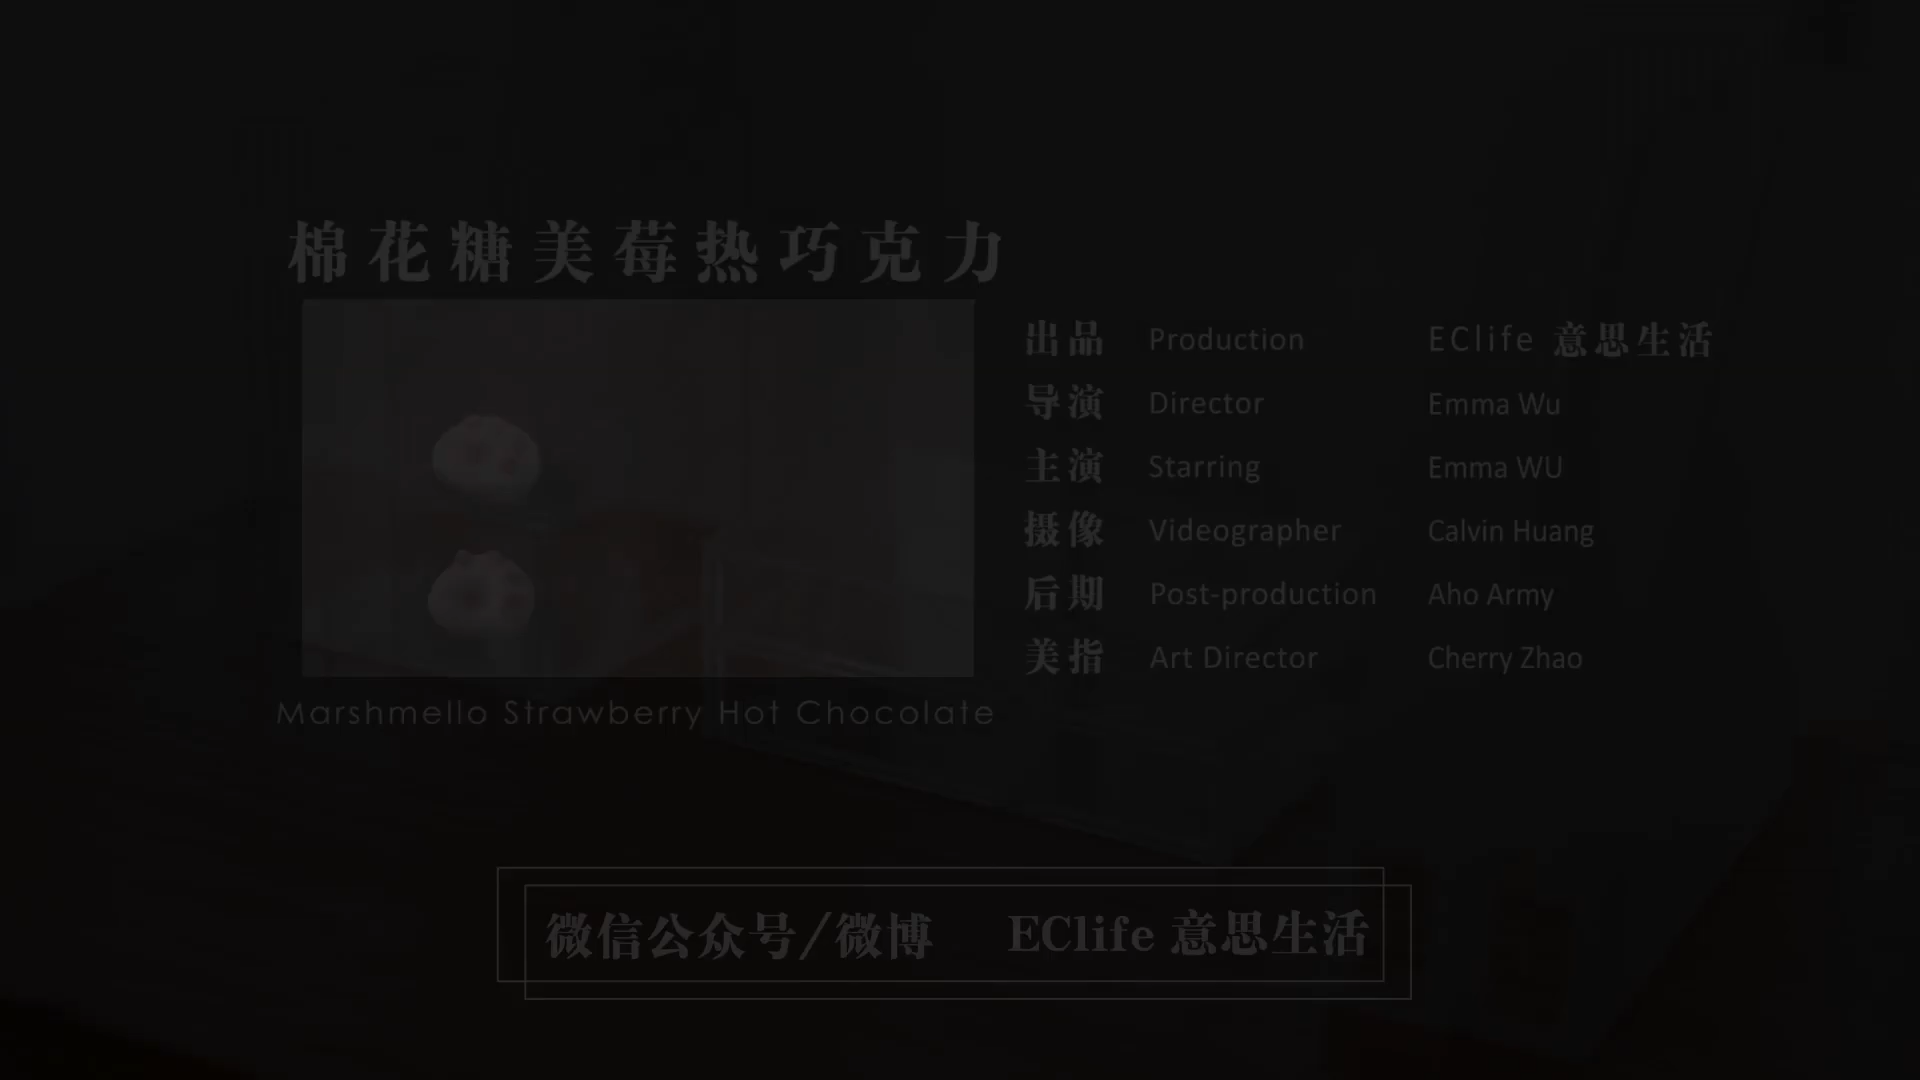 棉花糖美莓热巧克力
Marshmello Strawberry Hot Chocolate
出品 Production EClife 意思生活
导演 Director Emma Wu
主演 Starring Emma WU
摄像 Videographer Calvin Huang
后期 Post-production Aho Army
美指 Art Director Cherry Zhao
微信公众号/微博 EClife 意思生活